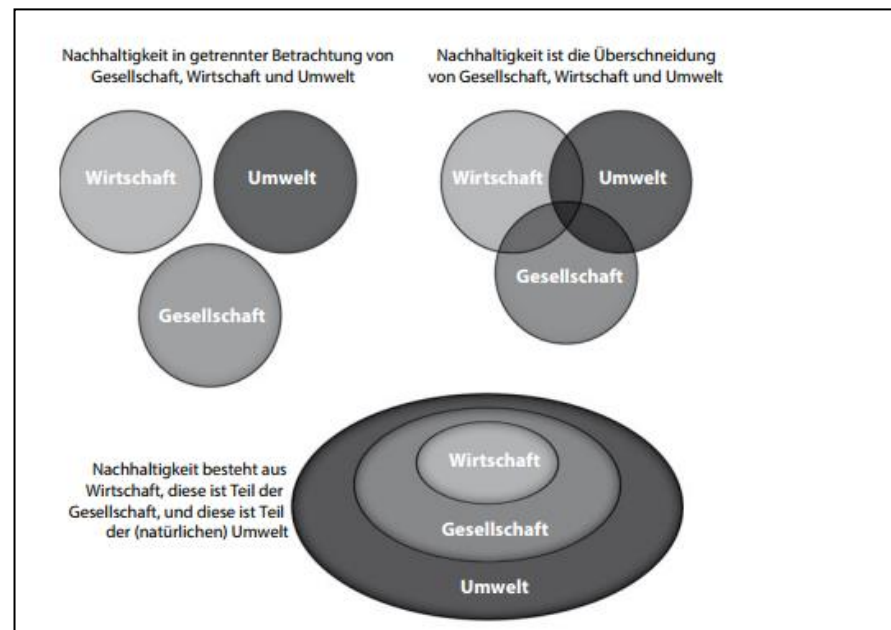 Nachhaltigkeit in getrennter Betrachtung von
Gesellschaft, Wirtschaft und Umwelt
Wirtschaft
Umwelt
Gesellschaft
Nachhaltigkeit ist die Überschneidung
von Gesellschaft, Wirtschaft und Umwelt
Wirtschaft
Umwelt
Gesellschaft
Nachhaltigkeit besteht aus
Wirtschaft, diese ist Teil der
Gesellschaft, und diese ist Teil
der (natürlichen) Umwelt
Wirtschaft
Gesellschaft
Umwelt